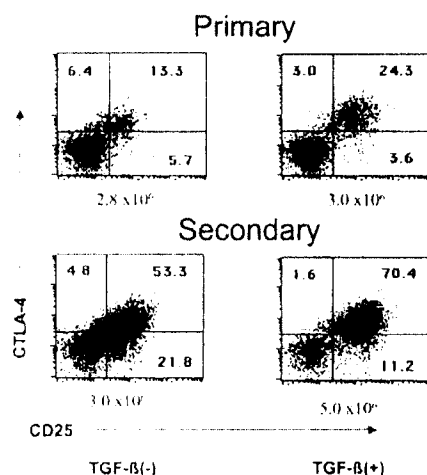 Primary
6.4 13.3 3.0 24.3
5.7 3.6
2.8 x10⁶ 3.0 x10⁶
Secondary
4.8 53.3 1.6 70.4
21.8 11.2
3.0 x10⁶ 5.0 x10⁶
CTLA-4
CD25
TGF-ß(-) TGF-ß(+)